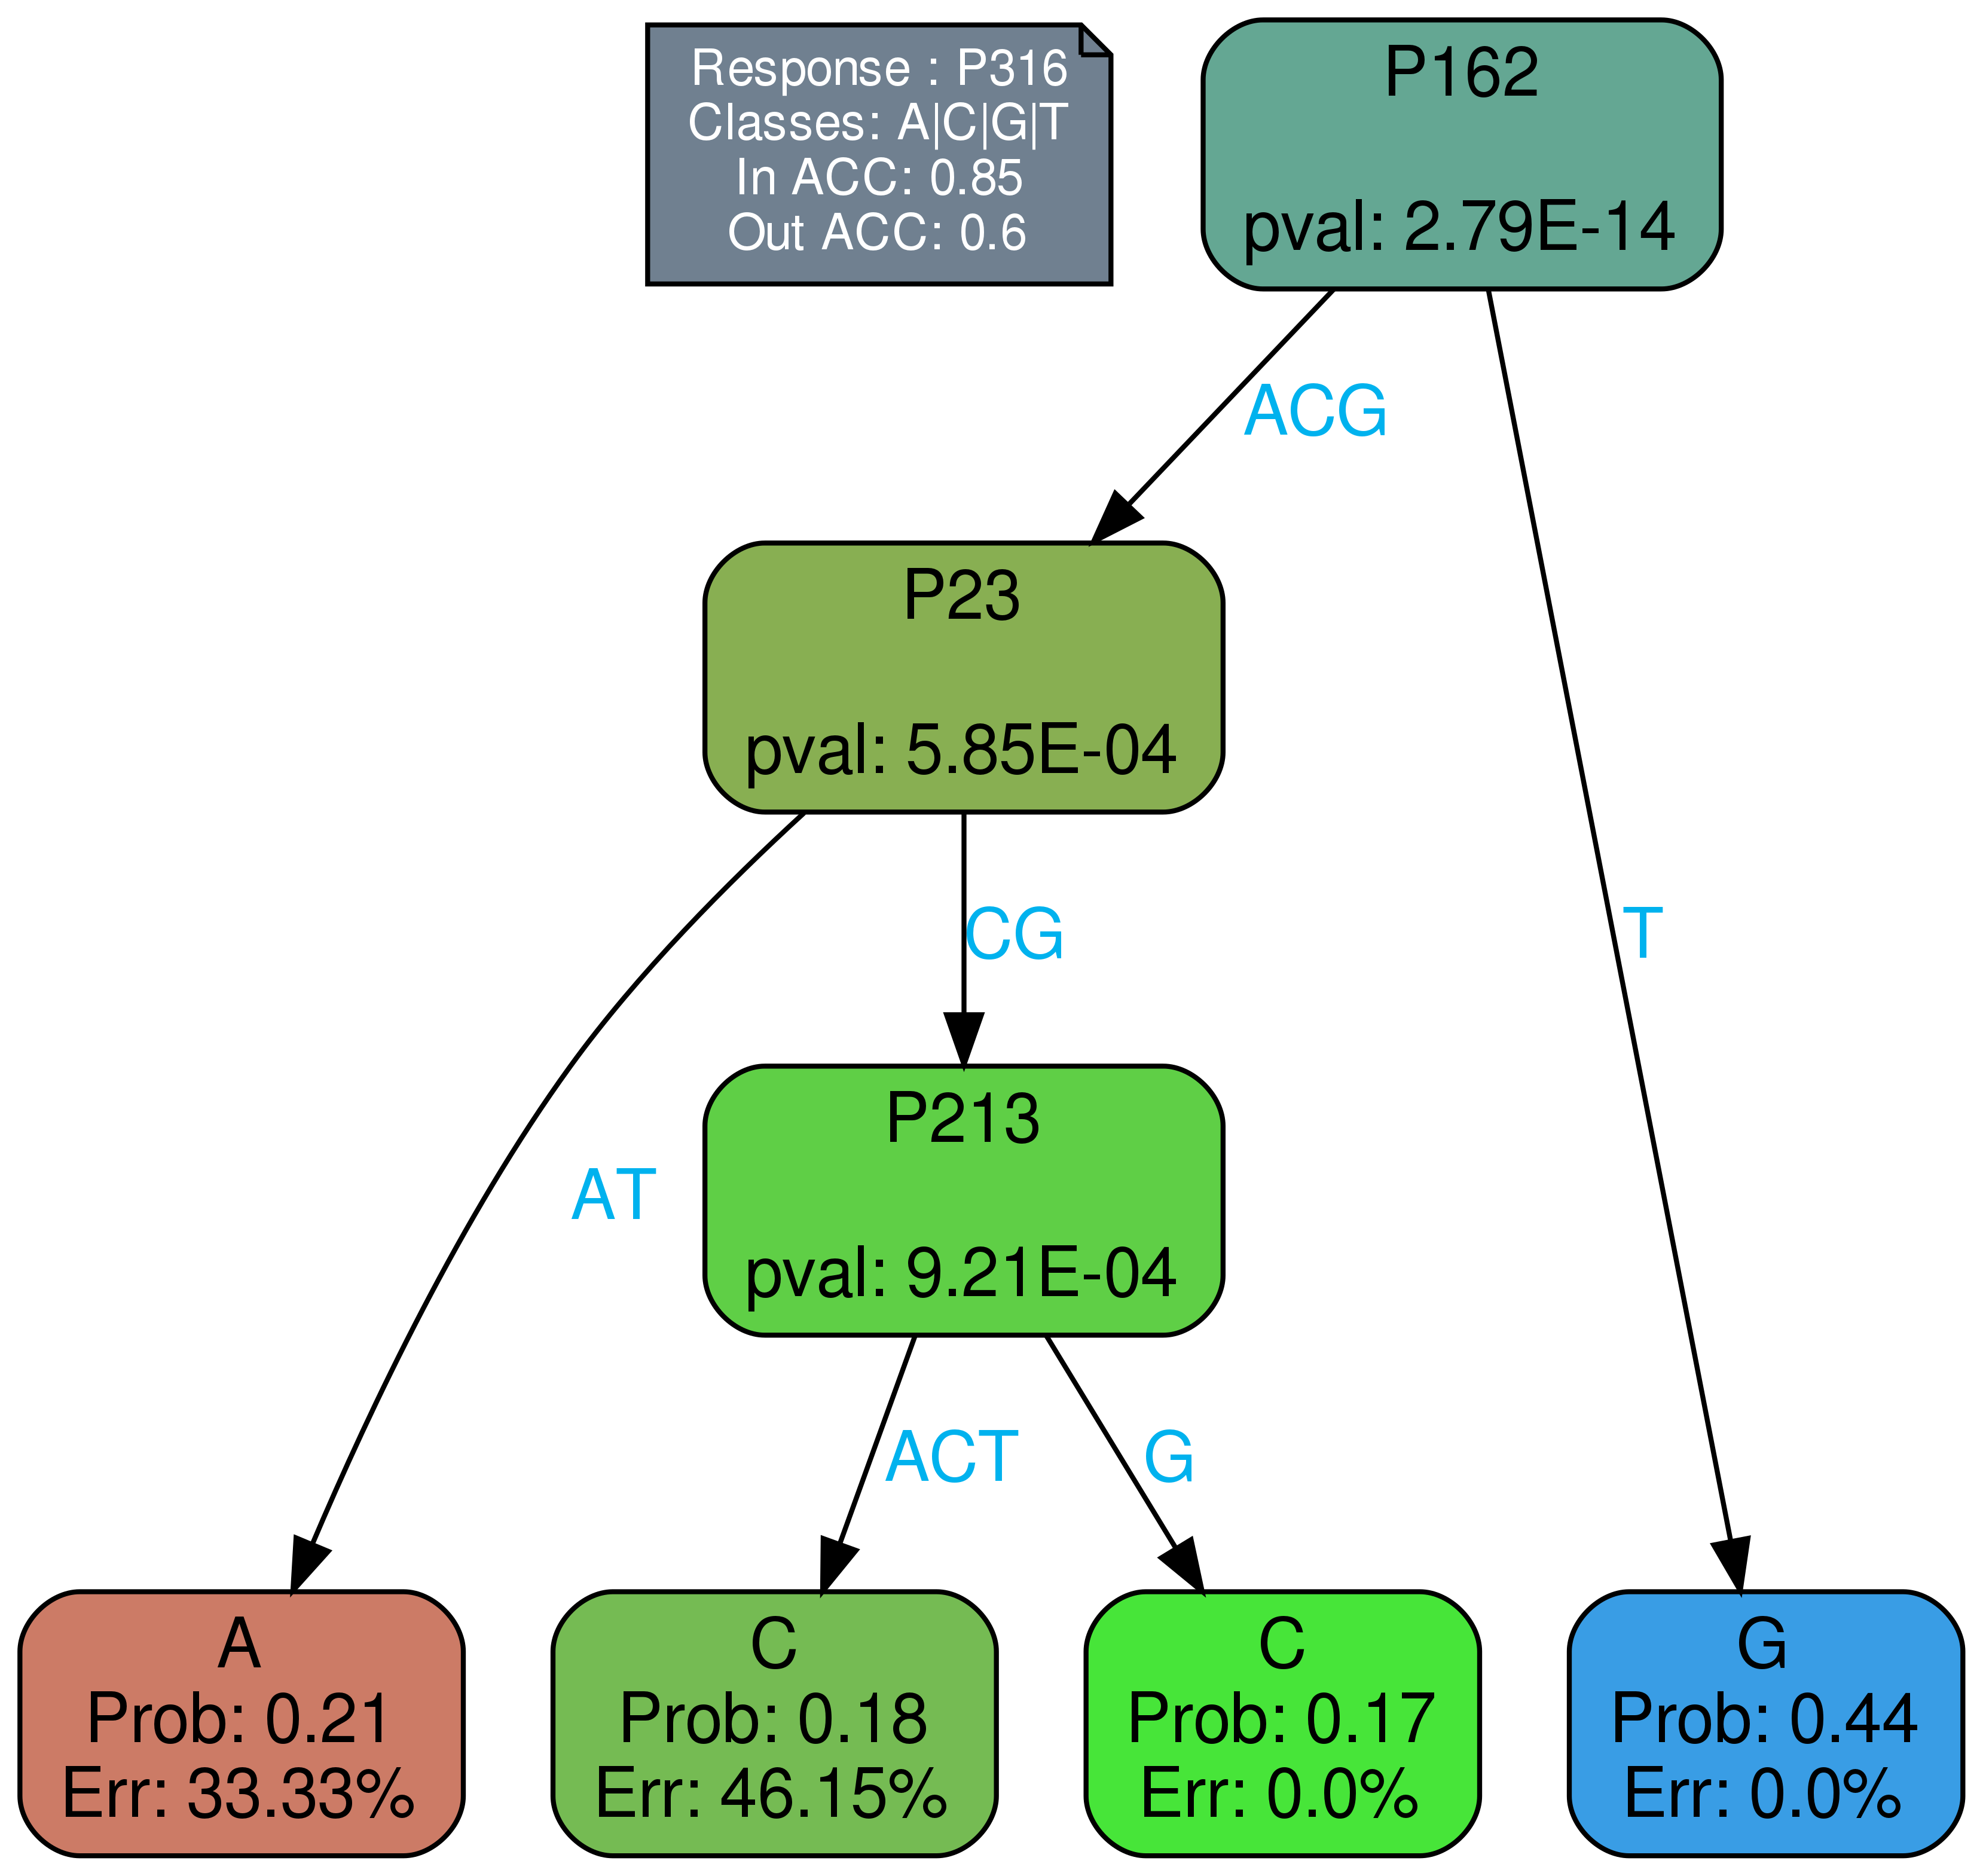 Response : P316
Classes: A|C|G|T
In ACC: 0.85
Out ACC: 0.6
P162
pval: 2.79E-14
ACG
P23
pval: 5.85E-04
CG
T
P213
AT
pval: 9.21E-04
ACT
G
A
Prob: 0.21
Err: 33.33%
C
Prob: 0.18
Err: 46.15%
C
Prob: 0.17
Err: 0.0%
G
Prob: 0.44
Err: 0.0%